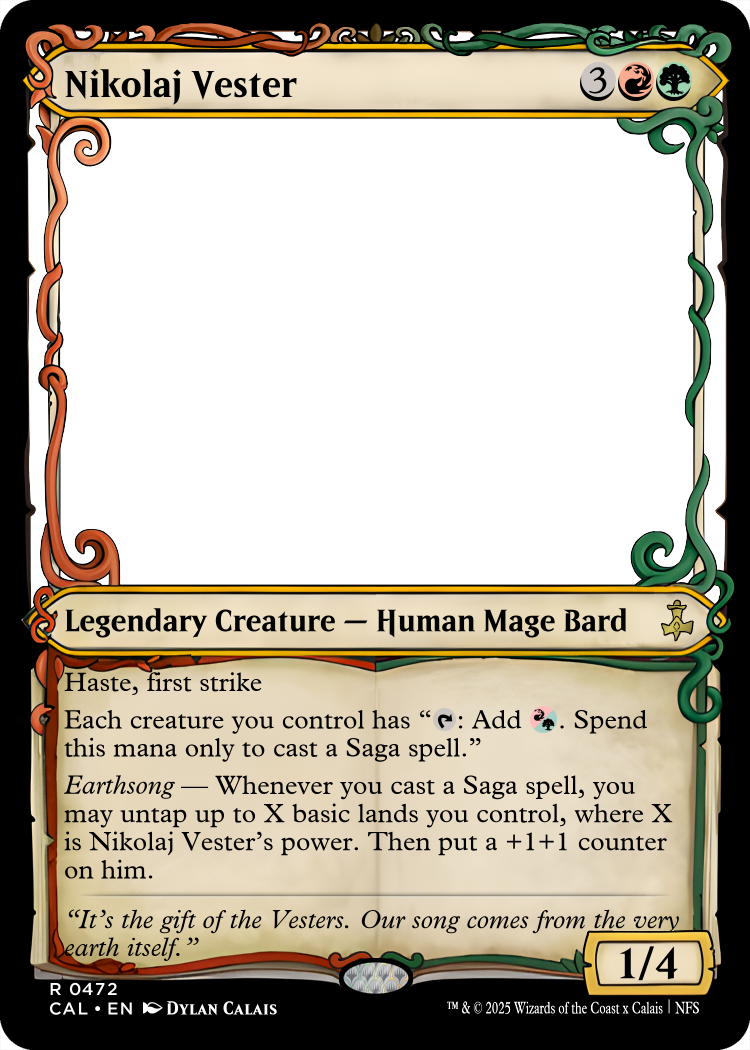 Nikolaj Vester 3
Legendary Creature — Human Mage Bard
Haste, first strike
Each creature you control has “: Add . Spend
this mana only to cast a Saga spell.”
Earthsong — Whenever you cast a Saga spell, you
may untap up to X basic lands you control, where X
is Nikolaj Vester’s power. Then put a +1+1 counter
on him.
“It’s the gift of the Vesters. Our song comes from the very
earth itself.”
1/4
R 0472
CAL • EN DYLAN CALAIS
™ & © 2025 Wizards of the Coast x Calais | NFS